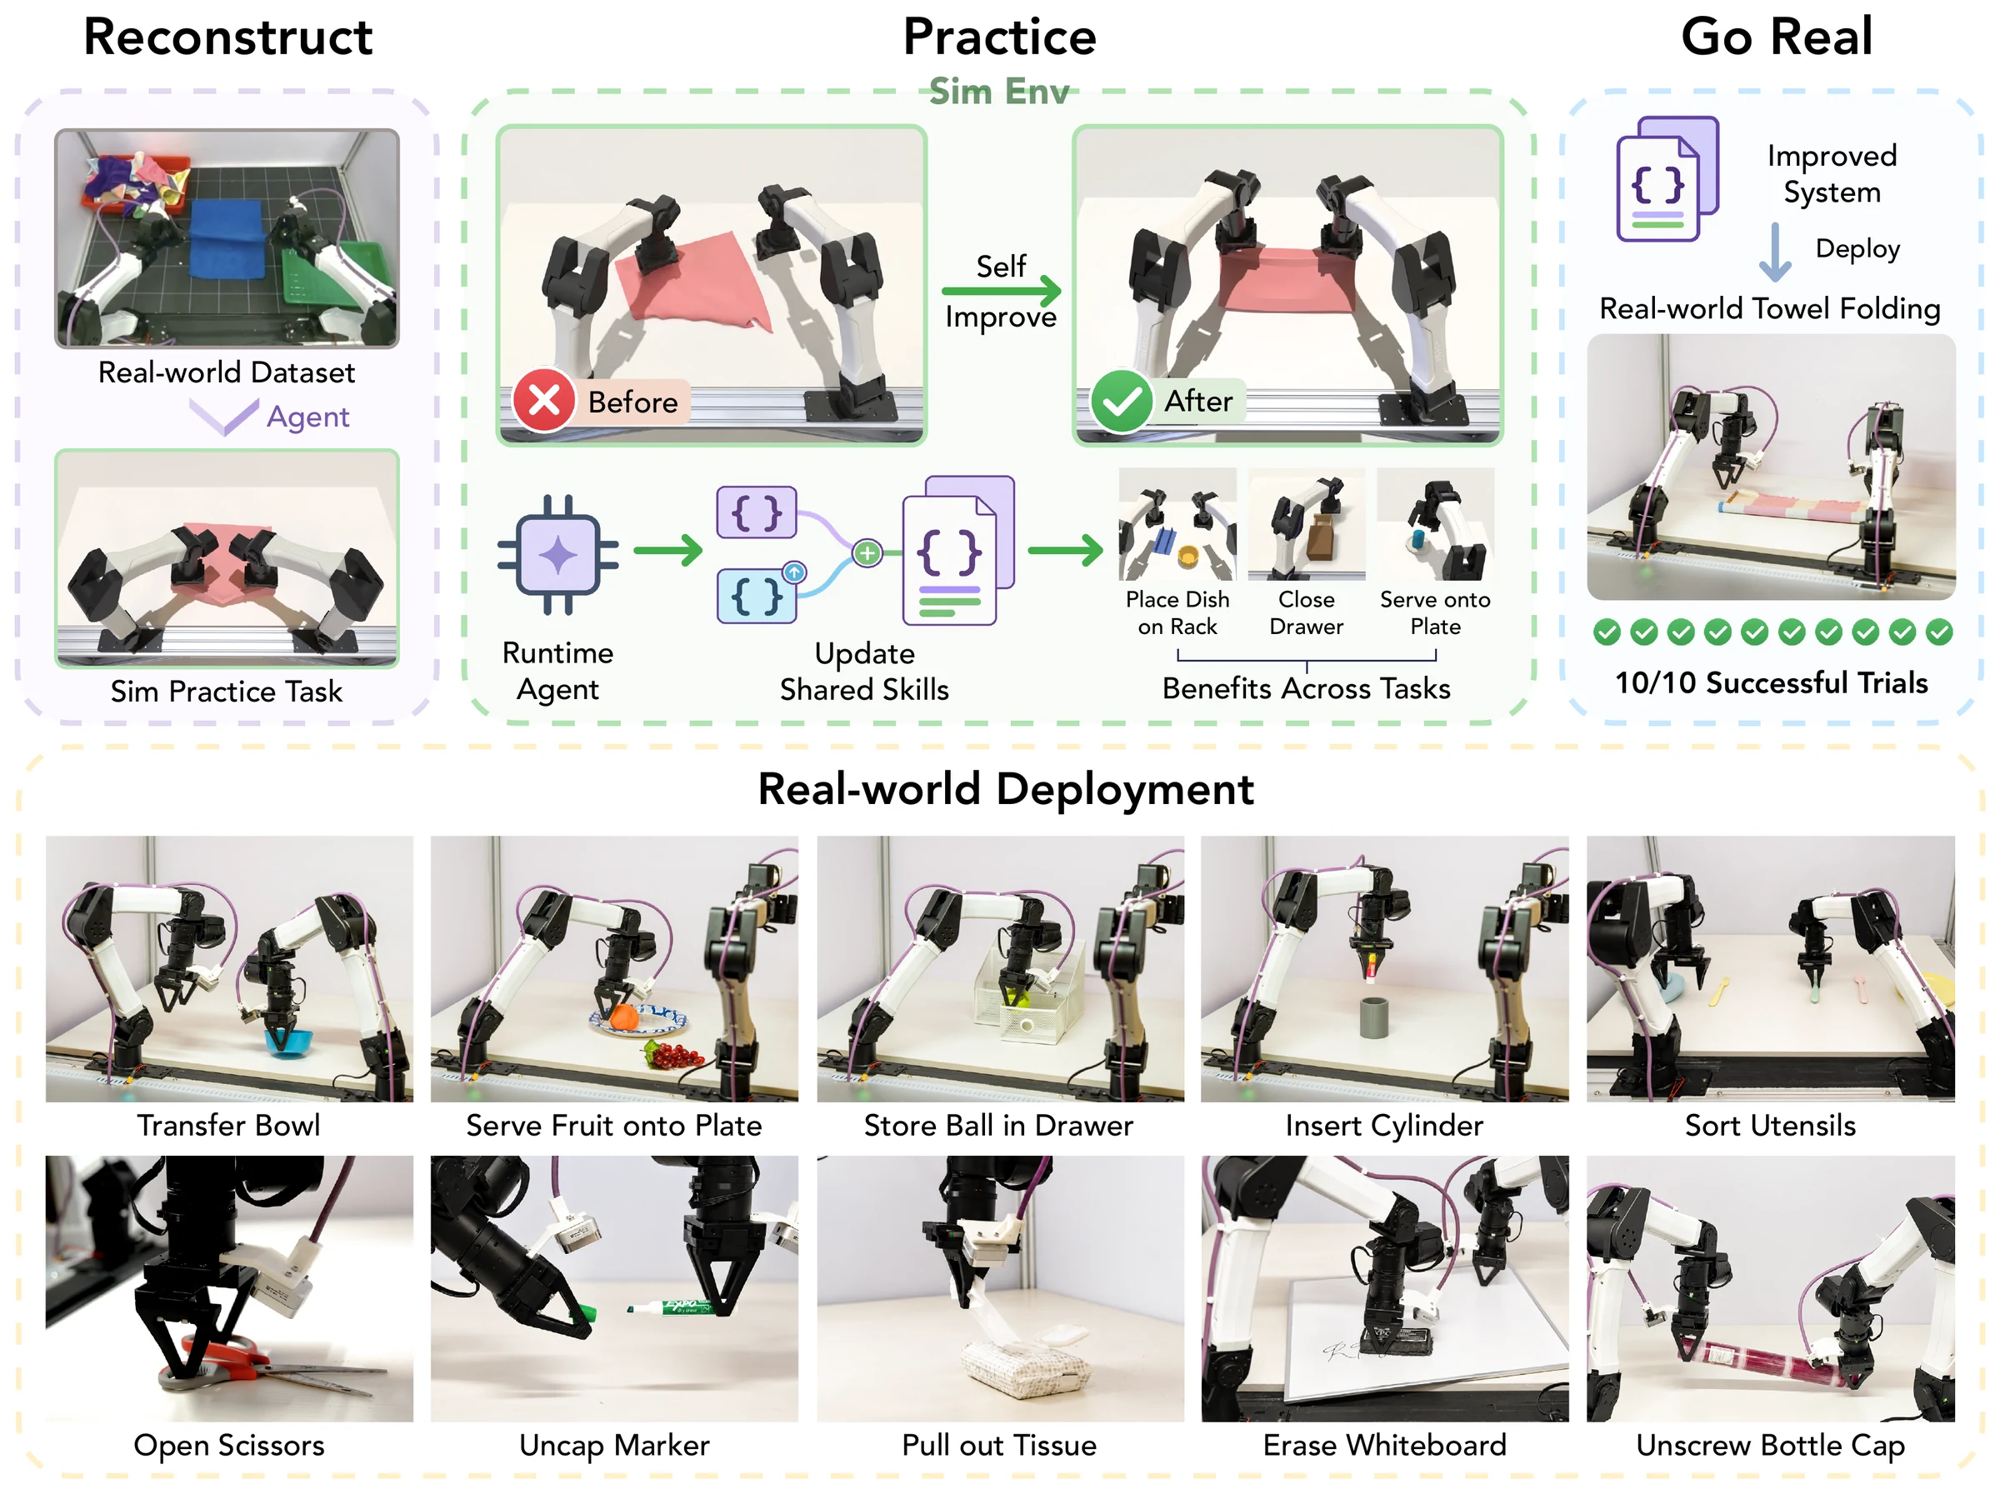 Reconstruct
Real-world Dataset
Agent
Sim Practice Task
Practice
Sim Env
Before
Self
Improve
After
{ }
{ }
{ }
Runtime
Agent
Update
Shared Skills
Place Dish
on Rack
Close
Drawer
Serve onto
Plate
Benefits Across Tasks
Go Real
{ }
Improved
System
Deploy
Real-world Towel Folding
10/10 Successful Trials
Real-world Deployment
Transfer Bowl
Serve Fruit onto Plate
Store Ball in Drawer
Insert Cylinder
Sort Utensils
Open Scissors
Uncap Marker
Pull out Tissue
Erase Whiteboard
Unscrew Bottle Cap